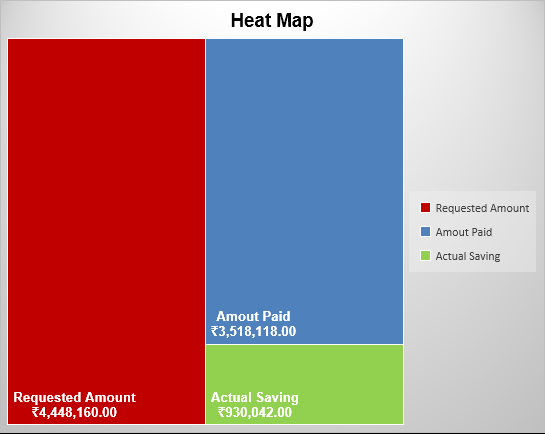 Heat Map
Requested Amount
Amout Paid
Actual Saving
Amout Paid
₹3,518,118.00
Requested Amount
₹4,448,160.00
Actual Saving
₹930,042.00